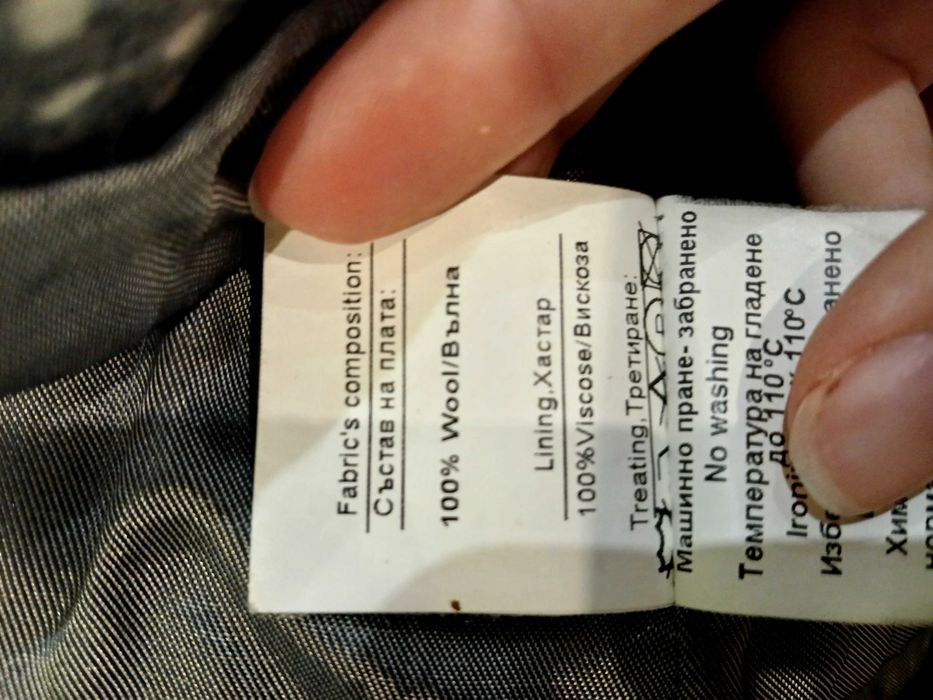 Fabric's composition:
Състав на плата:
100% Wool/Вълна
Lining.Хастар
100%Viscose/Вискоза
Treating.Третиране:
Машинно пране- забранено
No washing
Температура на гладене
до 110°C
110°C